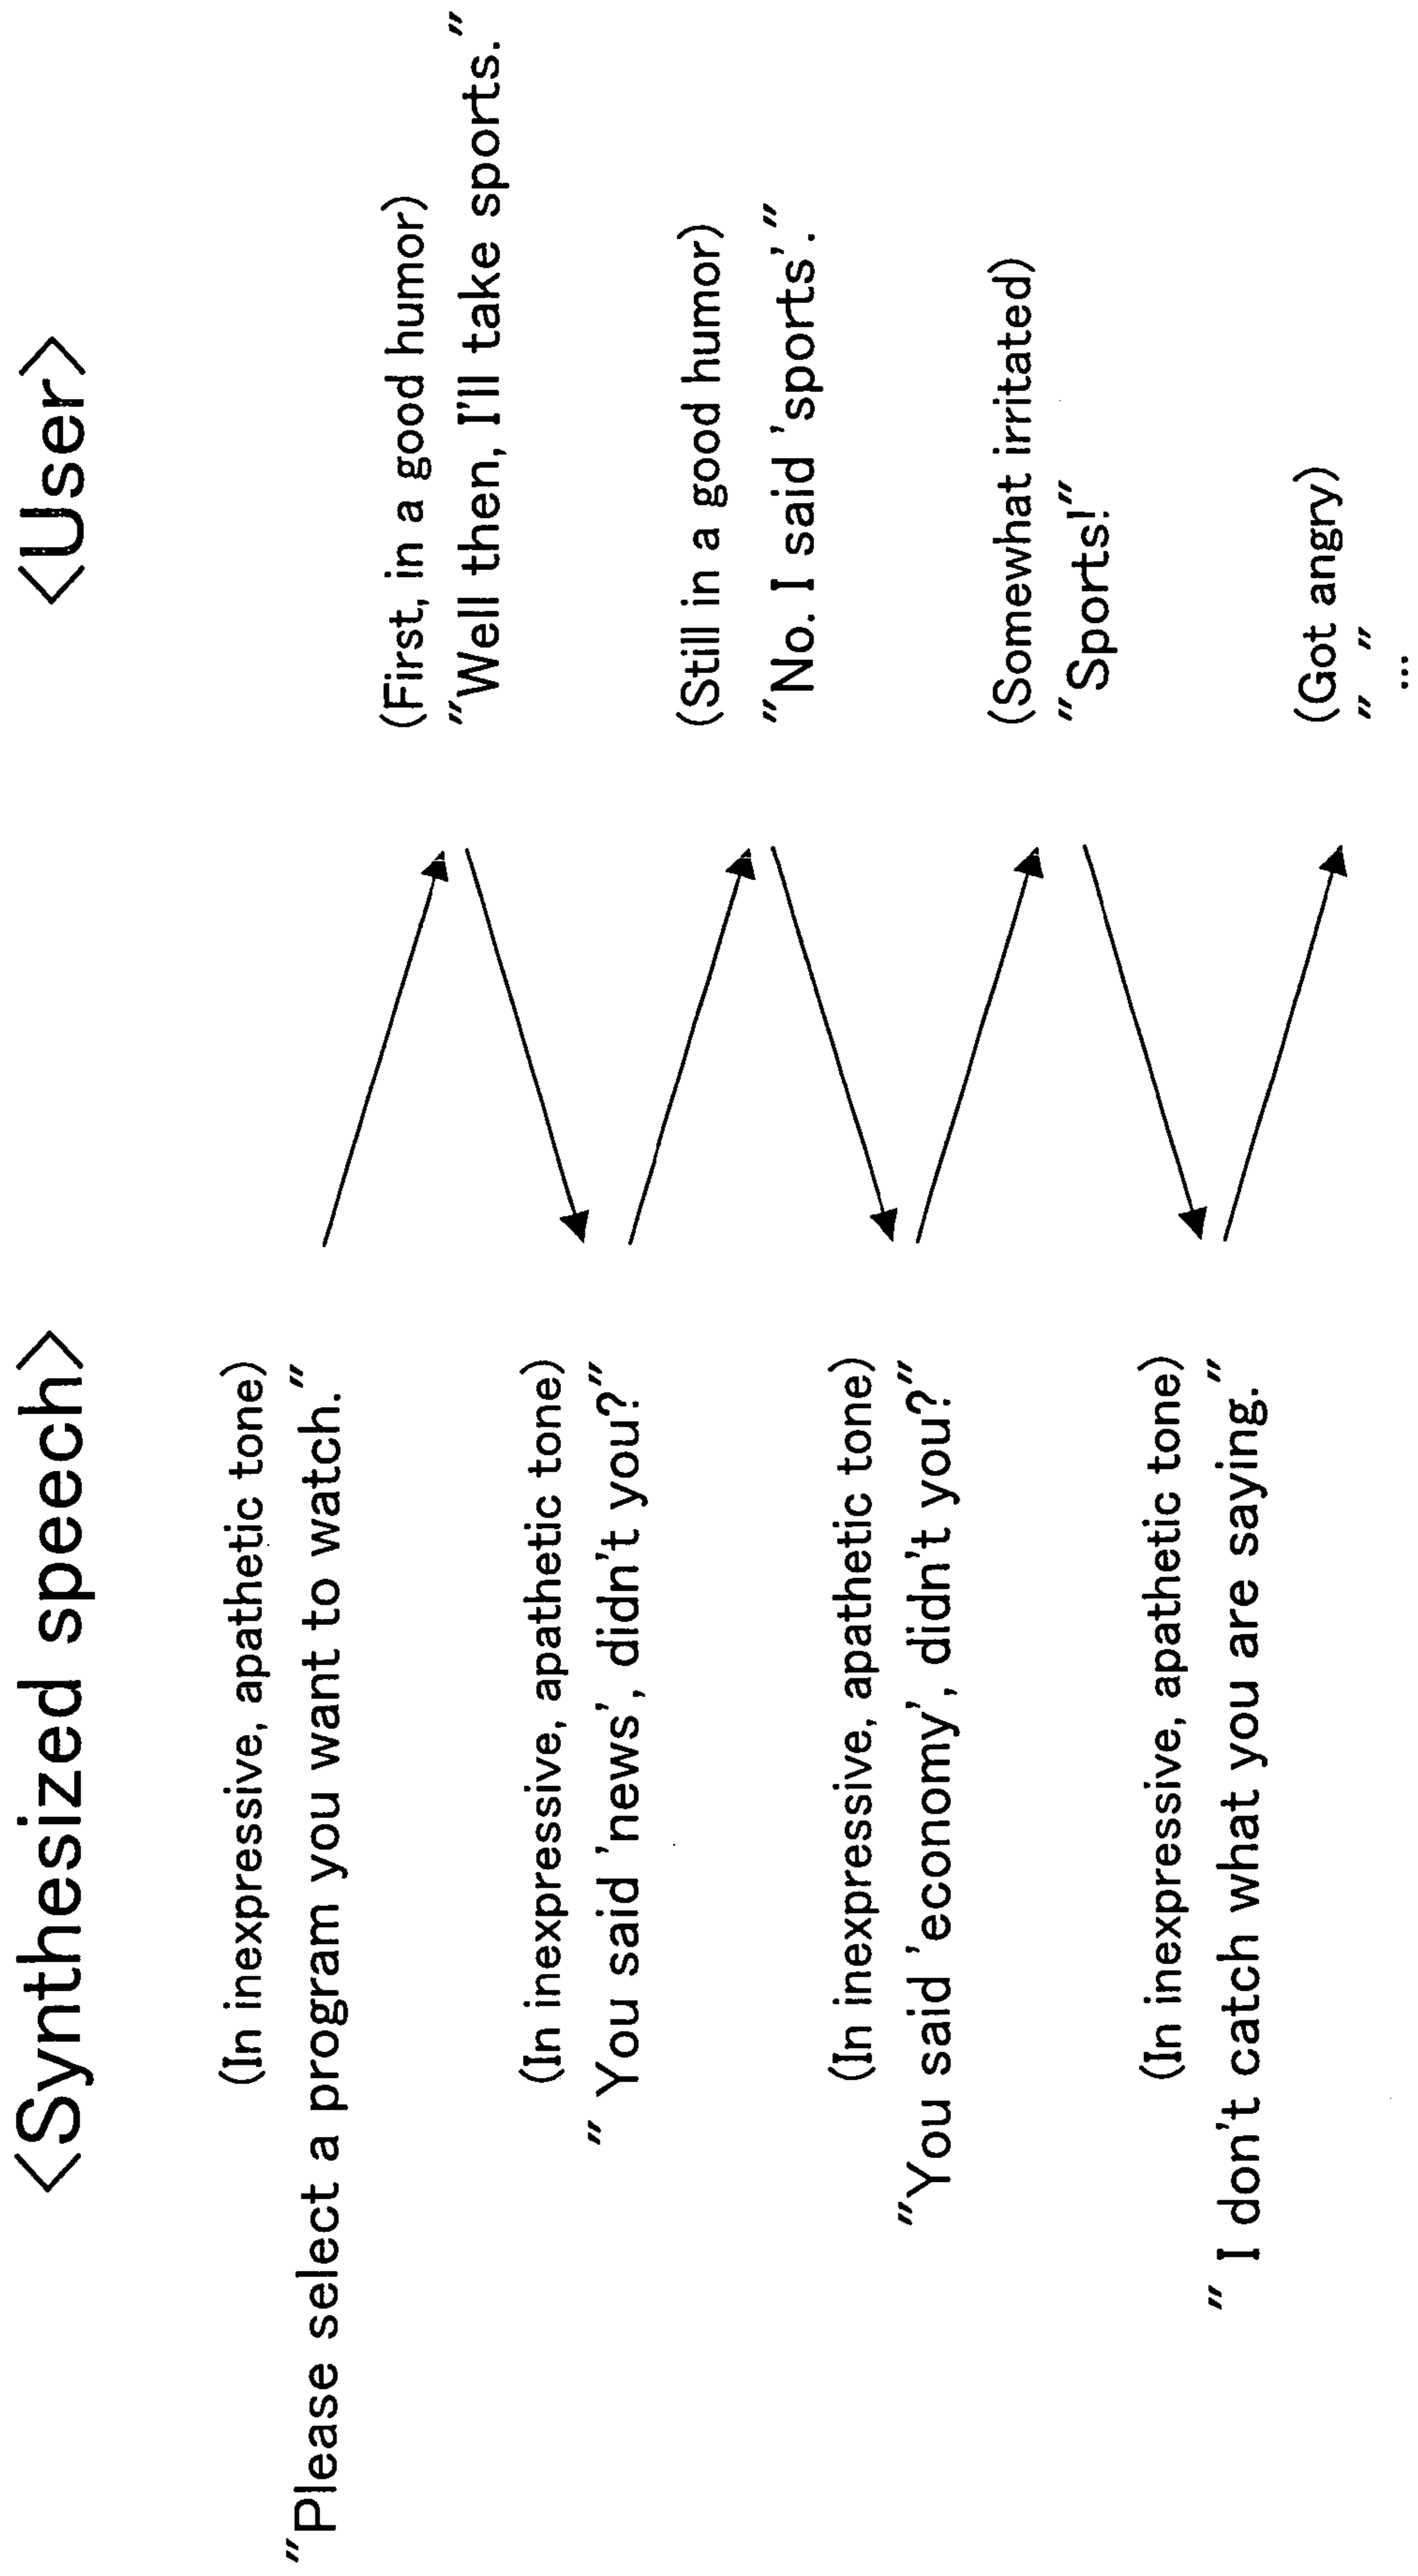 <Synthesized speech>
<User>
(In inexpressive, apathetic tone)
"Please select a program you want to watch."
(First, in a good humor)
"Well then, I'll take sports."
(In inexpressive, apathetic tone)
" You said 'news', didn't you?"
(Still in a good humor)
"No. I said 'sports'."
(In inexpressive, apathetic tone)
"You said 'economy', didn't you?"
(Somewhat irritated)
"Sports!"
(In inexpressive, apathetic tone)
" I don't catch what you are saying."
(Got angry)
" "
...